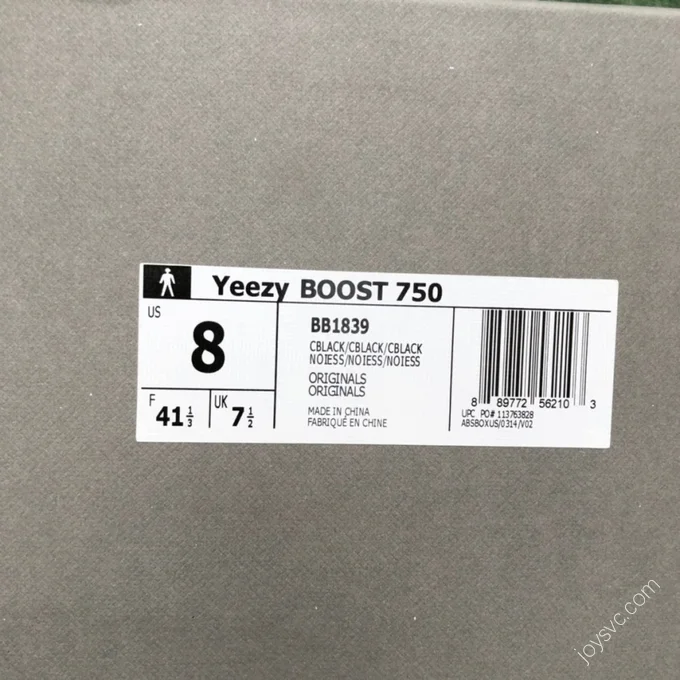 Yeezy BOOST 750
US
8
F
41 1/3
UK
7 1/2
BB1839
CBLACK/CBLACK/CBLACK
NOIESS/NOIESS/NOIESS
ORIGINALS
ORIGINALS
MADE IN CHINA
FABRIQUÉ EN CHINE
8 89772 56210 3
UPC PO# 113763828
ABSBOXUS/0314/V02
joysvc.com